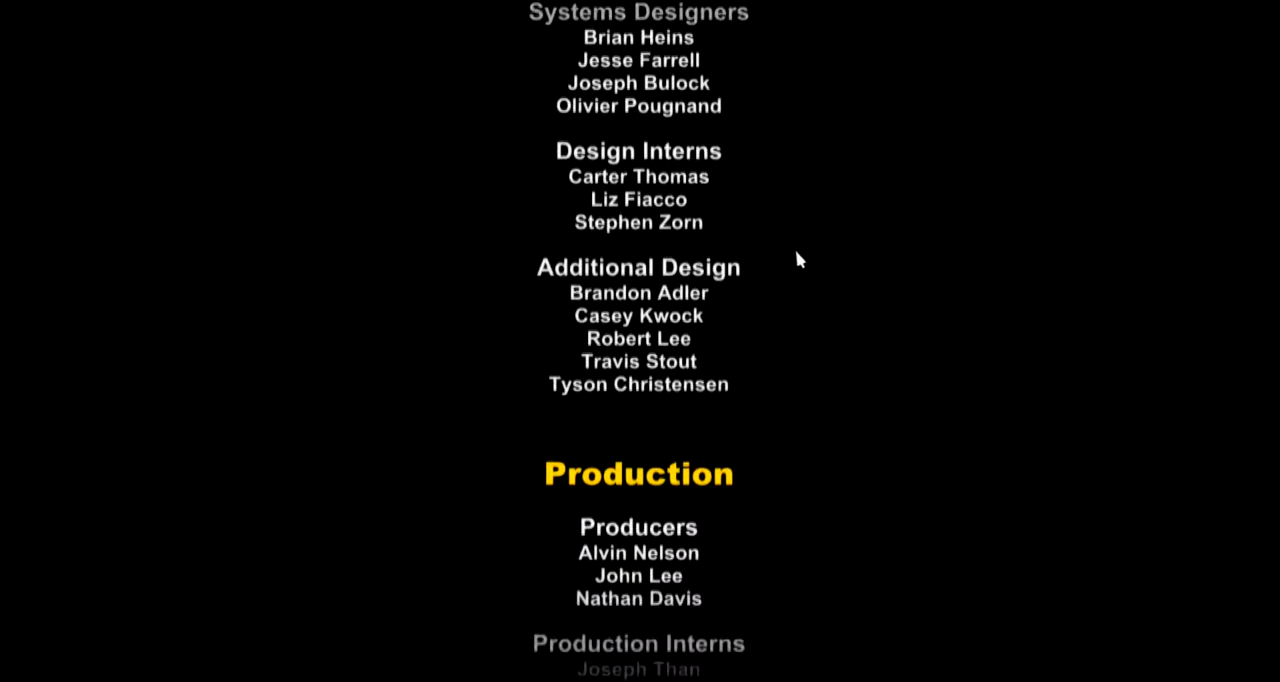 Systems Designers
Brian Heins
Jesse Farrell
Joseph Bulock
Olivier Pougnand
Design Interns
Carter Thomas
Liz Fiacco
Stephen Zorn
Additional Design
Brandon Adler
Casey Kwock
Robert Lee
Travis Stout
Tyson Christensen
Production
Producers
Alvin Nelson
John Lee
Nathan Davis
Production Interns
Joseph Than